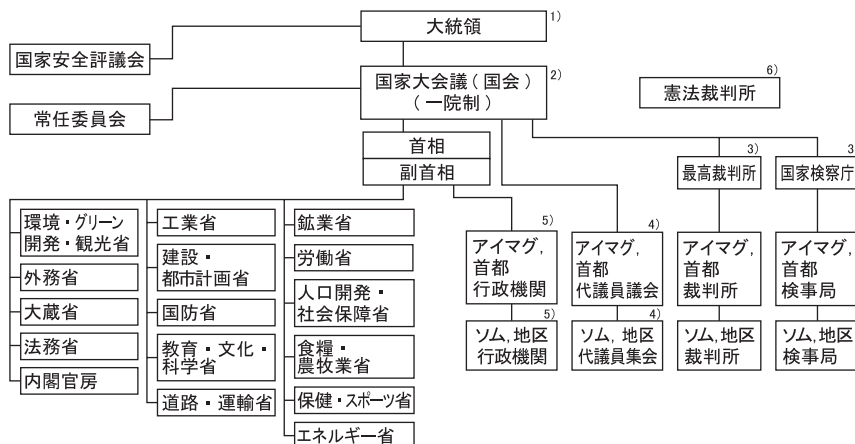 大統領
1)
国家安全評議会
国家大会議(国会)
(一院制)
2)
常任委員会
憲法裁判所
6)
首相
副首相
最高裁判所
3)
国家検察庁
3
環境・グリーン
開発・観光省
外務省
大蔵省
法務省
内閣官房
工業省
建設・
都市計画省
国防省
教育・文化・
科学省
道路・運輸省
鉱業省
労働省
人口開発・
社会保障省
食糧・
農牧業省
保健・スポーツ省
エネルギー省
5)
アイマグ,
首都
行政機関
5)
ソム,地区
行政機関
4)
アイマグ,
首都
代議員議会
4)
ソム,地区
代議員集会
アイマグ,
首都
裁判所
ソム,地区
裁判所
アイマグ,
首都
検事局
ソム,地区
検事局